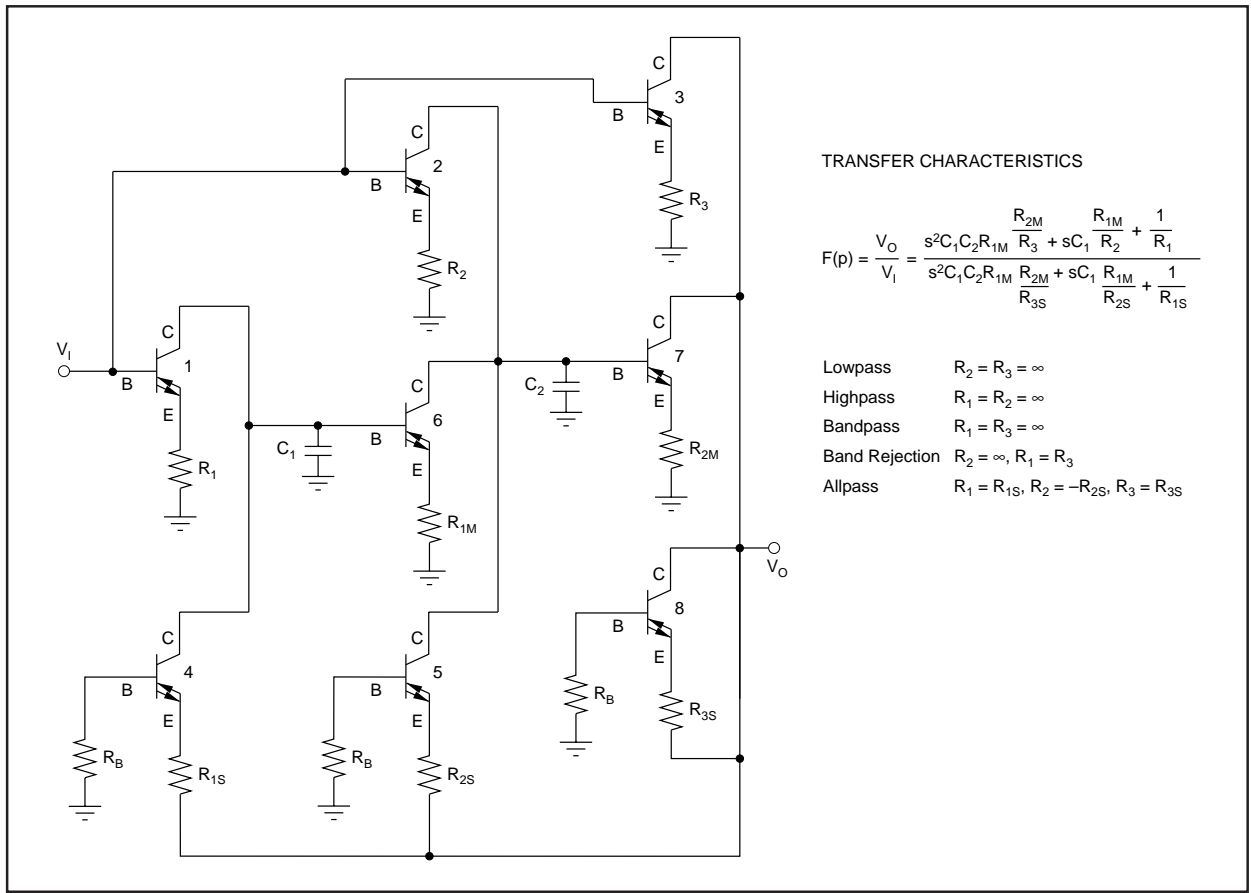 C
B
3
E
R3
C
B
2
E
R2
VI
C
B
1
E
R1
C1
C
B
6
E
R1M
C2
C
B
7
E
R2M
VO
C
B
8
E
RB
R3S
C
B
4
E
RB
R1S
C
B
5
E
RB
R2S
TRANSFER CHARACTERISTICS
F(p) = VO/VI = (s²C1C2R1M R2M/R3 + sC1 R1M/R2 + 1/R1) / (s²C1C2R1M R2M/R3S + sC1 R1M/R2S + 1/R1S)
Lowpass R2 = R3 = ∞
Highpass R1 = R2 = ∞
Bandpass R1 = R3 = ∞
Band Rejection R2 = ∞, R1 = R3
Allpass R1 = R1S, R2 = –R2S, R3 = R3S